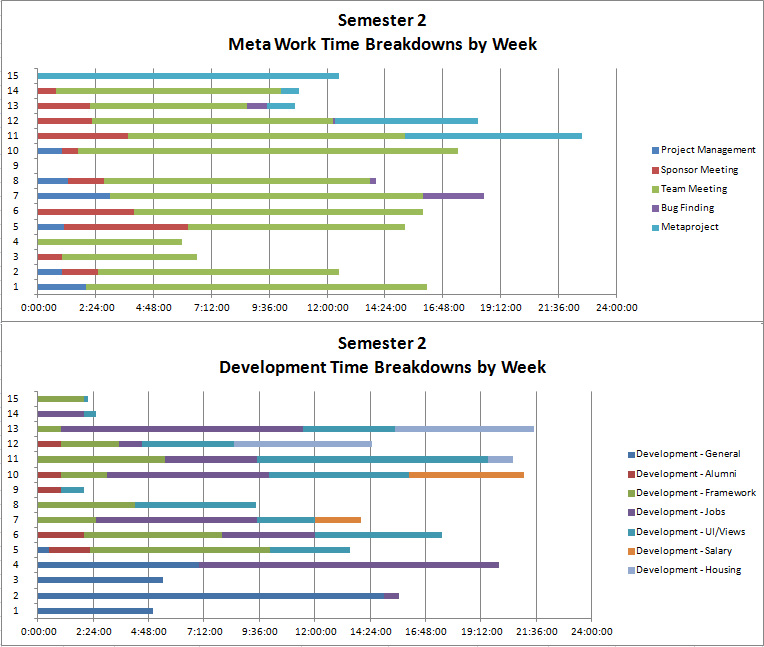 Semester 2
Meta Work Time Breakdowns by Week
15
14
13
12
11
10
9
8
7
6
5
4
3
2
1
0:00:00 2:24:00 4:48:00 7:12:00 9:36:00 12:00:00 14:24:00 16:48:00 19:12:00 21:36:00 24:00:00
Project Management
Sponsor Meeting
Team Meeting
Bug Finding
Metaproject
Semester 2
Development Time Breakdowns by Week
15
14
13
12
11
10
9
8
7
6
5
4
3
2
1
0:00:00 2:24:00 4:48:00 7:12:00 9:36:00 12:00:00 14:24:00 16:48:00 19:12:00 21:36:00 24:00:00
Development - General
Development - Alumni
Development - Framework
Development - Jobs
Development - UI/Views
Development - Salary
Development - Housing